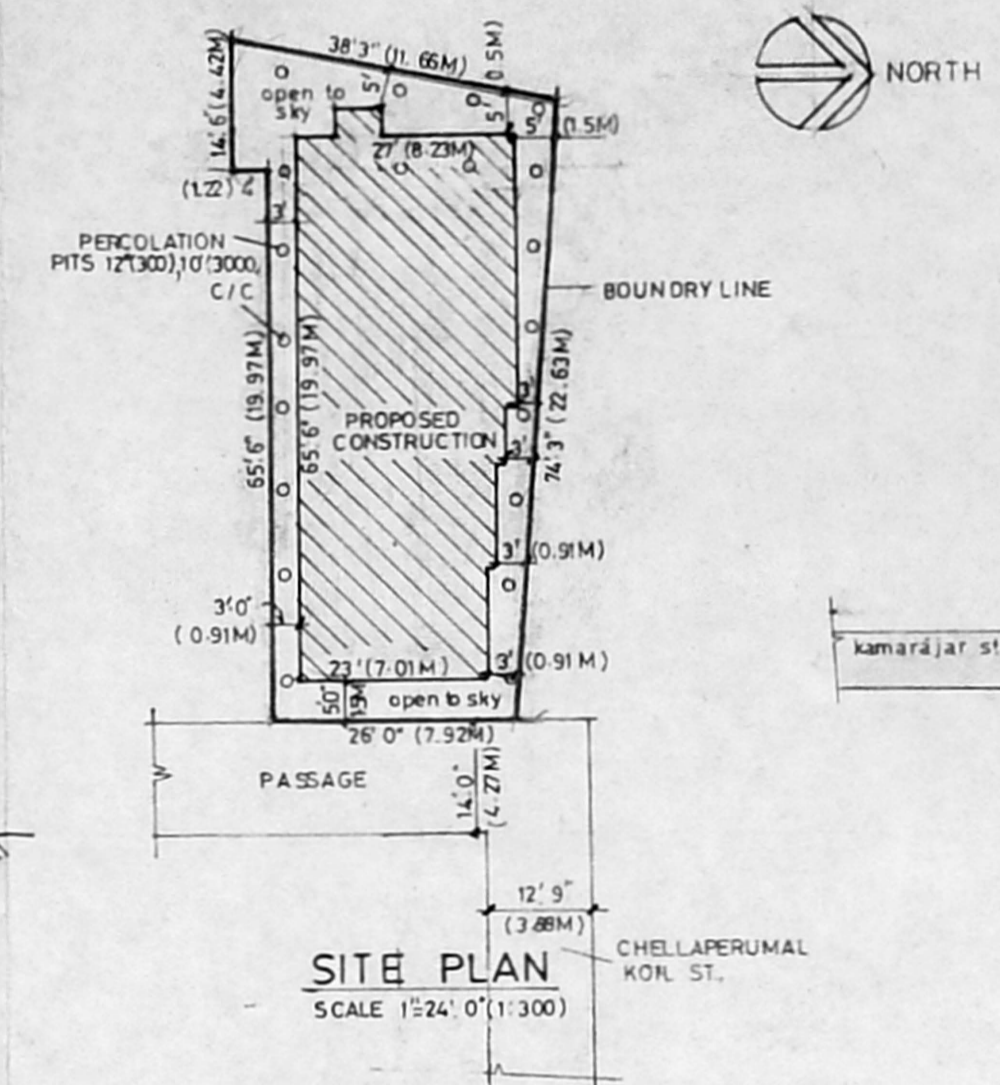 38'3" (11.66M)
14'.6" (4.42M)
5'
5'
0.5M)
open to
sky
NORTH
5' (1.5M)
27' (8.23M)
(1.22) 4'
PERCOLATION
PITS 12"(300),10'(3000,
C/C
BOUNDRY LINE
65'.6" (19.97M)
65'.6" (19.97M)
74'.3" (22.63M)
PROPOSED
CONSTRUCTION
3'
3' (0.91M)
3'.0"
(0.91M)
23'(7.01M)
3' (0.91M)
kamarajar st
5'0"
1.5M
open to sky
26'0" (7.92M)
PASSAGE
14'.0"
(4.27M)
12'.9"
(3.88M)
CHELLAPERUMAL
KOIL ST.,
SITE PLAN
SCALE 1"=24'.0"(1:300)